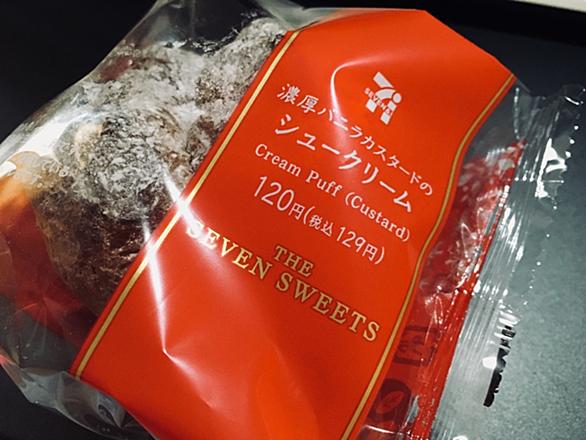 SEVEN
濃厚バニラカスタードの
シュークリーム
Cream Puff (Custard)
120円(税込 129円)
THE
SEVEN SWEETS